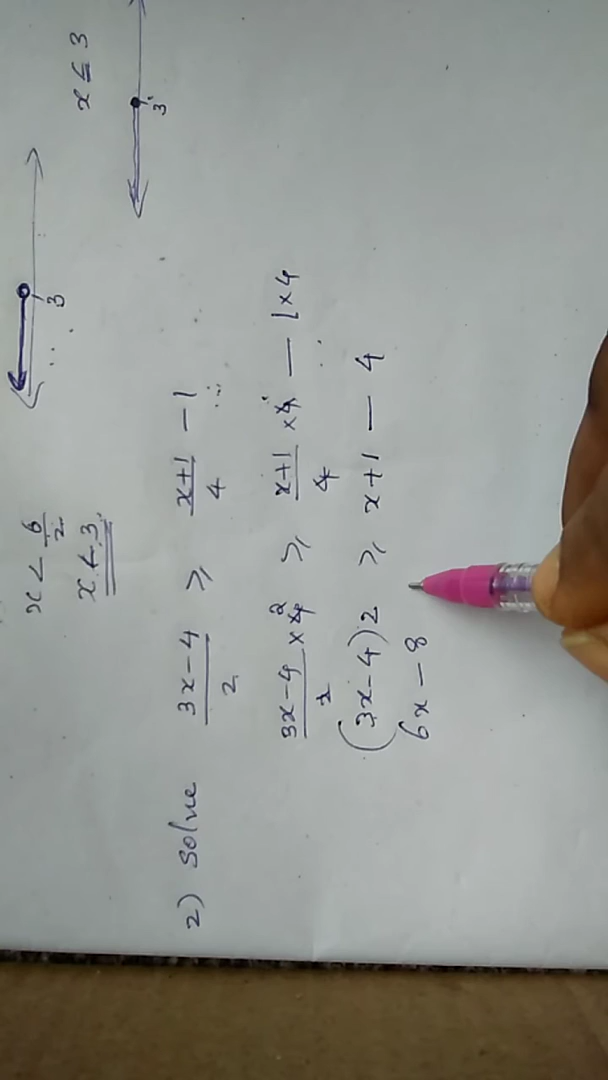 x < 6/2
x < 3
3
x ≤ 3
3
2) solve 3x-4/2 ⩾ x+1/4 - 1
3x-4/2 × 4 2 ⩾ x+1/4 × 4 - 1×4
(3x-4)2 ⩾ x+1 - 4
6x - 8